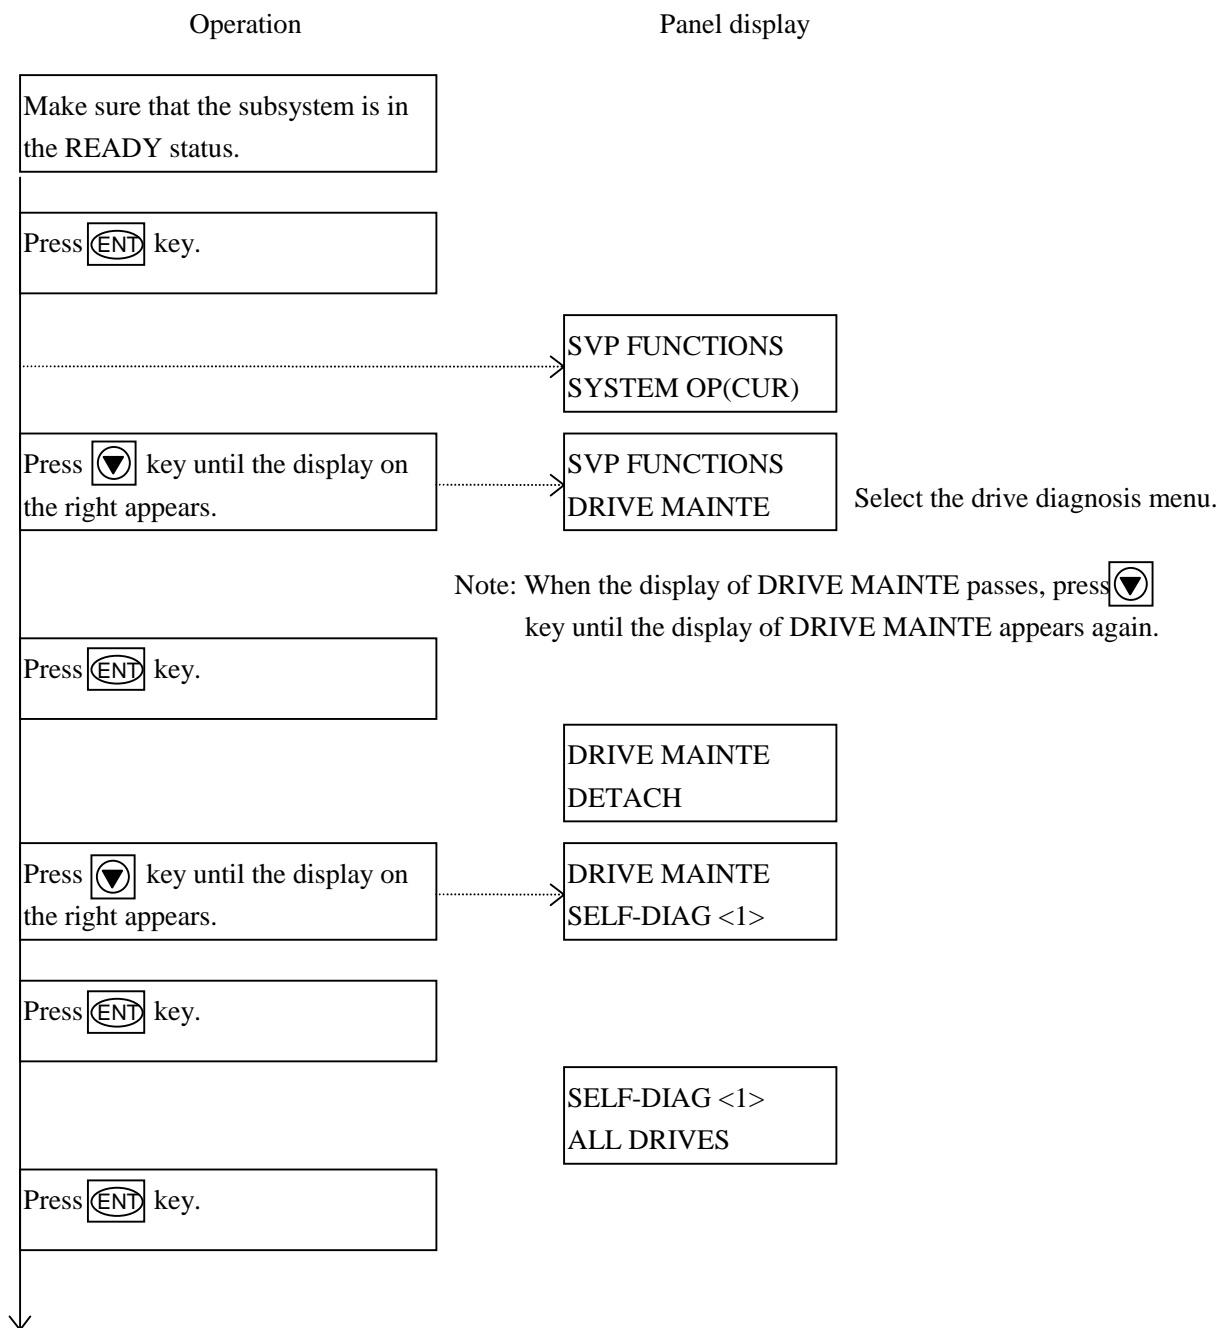 Operation
Panel display
Make sure that the subsystem is in
the READY status.
Press ENT key.
SVP FUNCTIONS
SYSTEM OP(CUR)
Press ▼ key until the display on
the right appears.
SVP FUNCTIONS
DRIVE MAINTE
Select the drive diagnosis menu.
Note: When the display of DRIVE MAINTE passes, press ▼
key until the display of DRIVE MAINTE appears again.
Press ENT key.
DRIVE MAINTE
DETACH
Press ▼ key until the display on
the right appears.
DRIVE MAINTE
SELF-DIAG <1>
Press ENT key.
SELF-DIAG <1>
ALL DRIVES
Press ENT key.